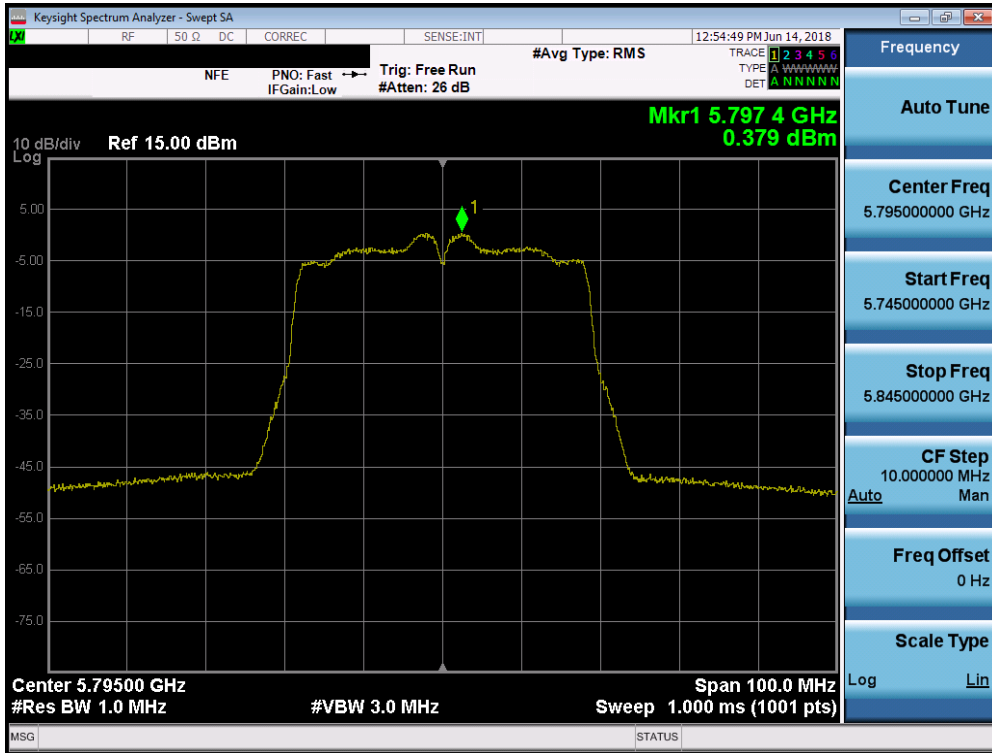 Keysight Spectrum Analyzer - Swept SA
LXI RF 50 Ω DC CORREC SENSE:INT 12:54:49 PM Jun 14, 2018
Frequency
#Avg Type: RMS
TRACE 1 2 3 4 5 6
TYPE A WWWWW
DET A N N N N N
NFE
PNO: Fast
IFGain:Low
Trig: Free Run
#Atten: 26 dB
Mkr1 5.797 4 GHz
0.379 dBm
10 dB/div
Log
Ref 15.00 dBm
1
5.00
-5.00
-15.0
-25.0
-35.0
-45.0
-55.0
-65.0
-75.0
Center 5.79500 GHz
Span 100.0 MHz
#Res BW 1.0 MHz
#VBW 3.0 MHz
Sweep 1.000 ms (1001 pts)
MSG
STATUS
Auto Tune
Center Freq
5.795000000 GHz
Start Freq
5.745000000 GHz
Stop Freq
5.845000000 GHz
CF Step
10.000000 MHz
Auto Man
Freq Offset
0 Hz
Scale Type
Log Lin